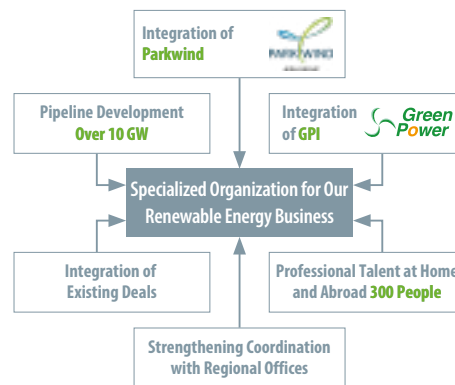 Integration of
Parkwind
PARKWIND
Pipeline Development
Over 10 GW
Integration
of GPI
Green
Power
Specialized Organization for Our
Renewable Energy Business
Integration of
Existing Deals
Professional Talent at Home
and Abroad 300 People
Strengthening Coordination
with Regional Offices